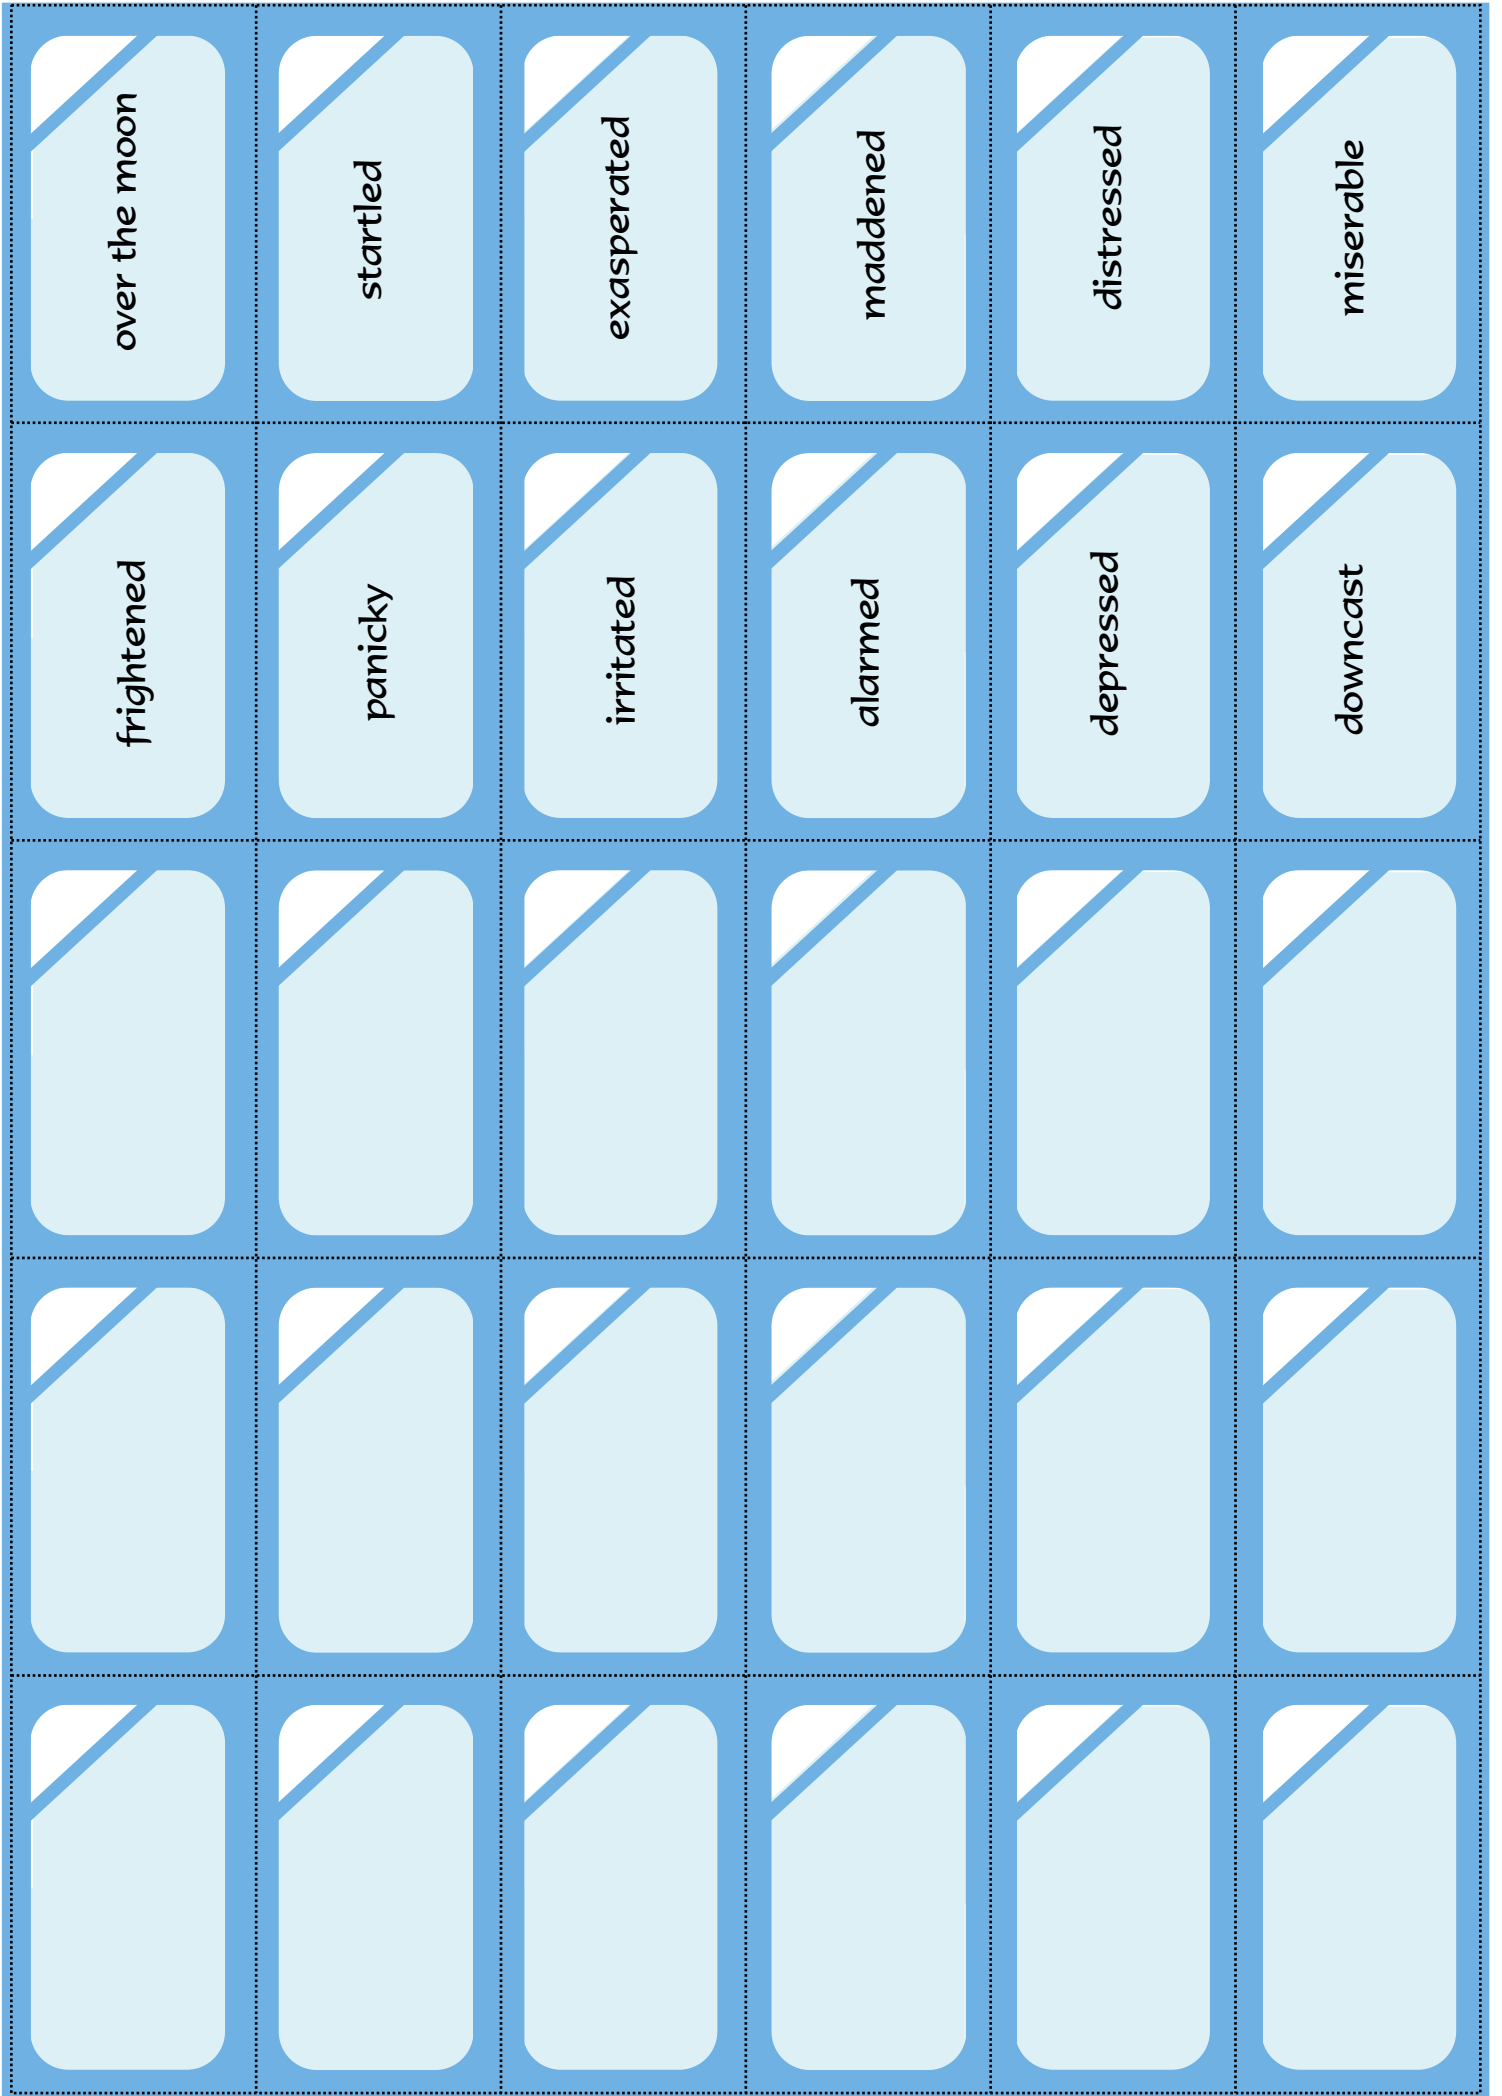 over the moon
startled
exasperated
maddened
distressed
miserable
frightened
panicky
irritated
alarmed
depressed
downcast